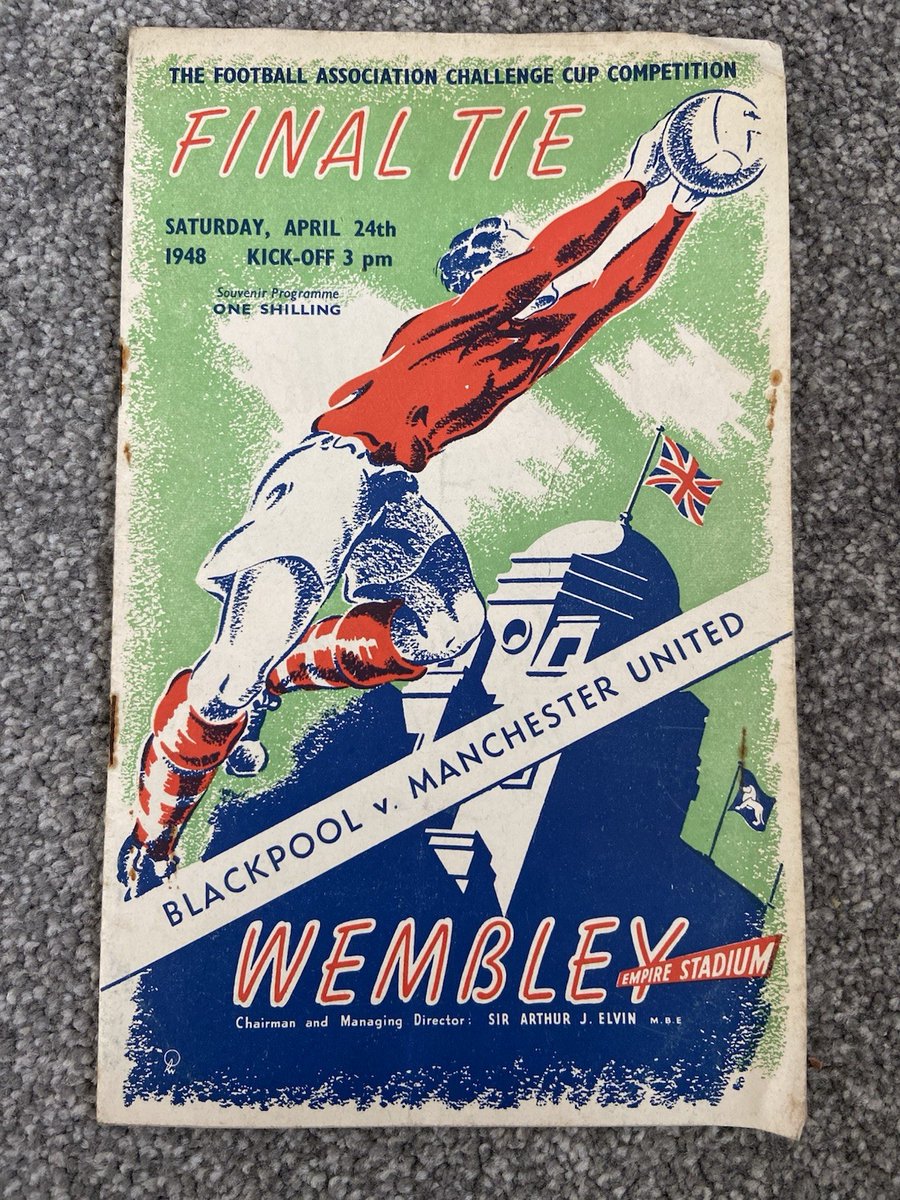 THE FOOTBALL ASSOCIATION CHALLENGE CUP COMPETITION
FINAL TIE
SATURDAY, APRIL 24th
1948 KICK-OFF 3 pm
Souvenir Programme
ONE SHILLING
BLACKPOOL v. MANCHESTER UNITED
WEMBLEY
EMPIRE STADIUM
Chairman and Managing Director: SIR ARTHUR J. ELVIN M.B.E